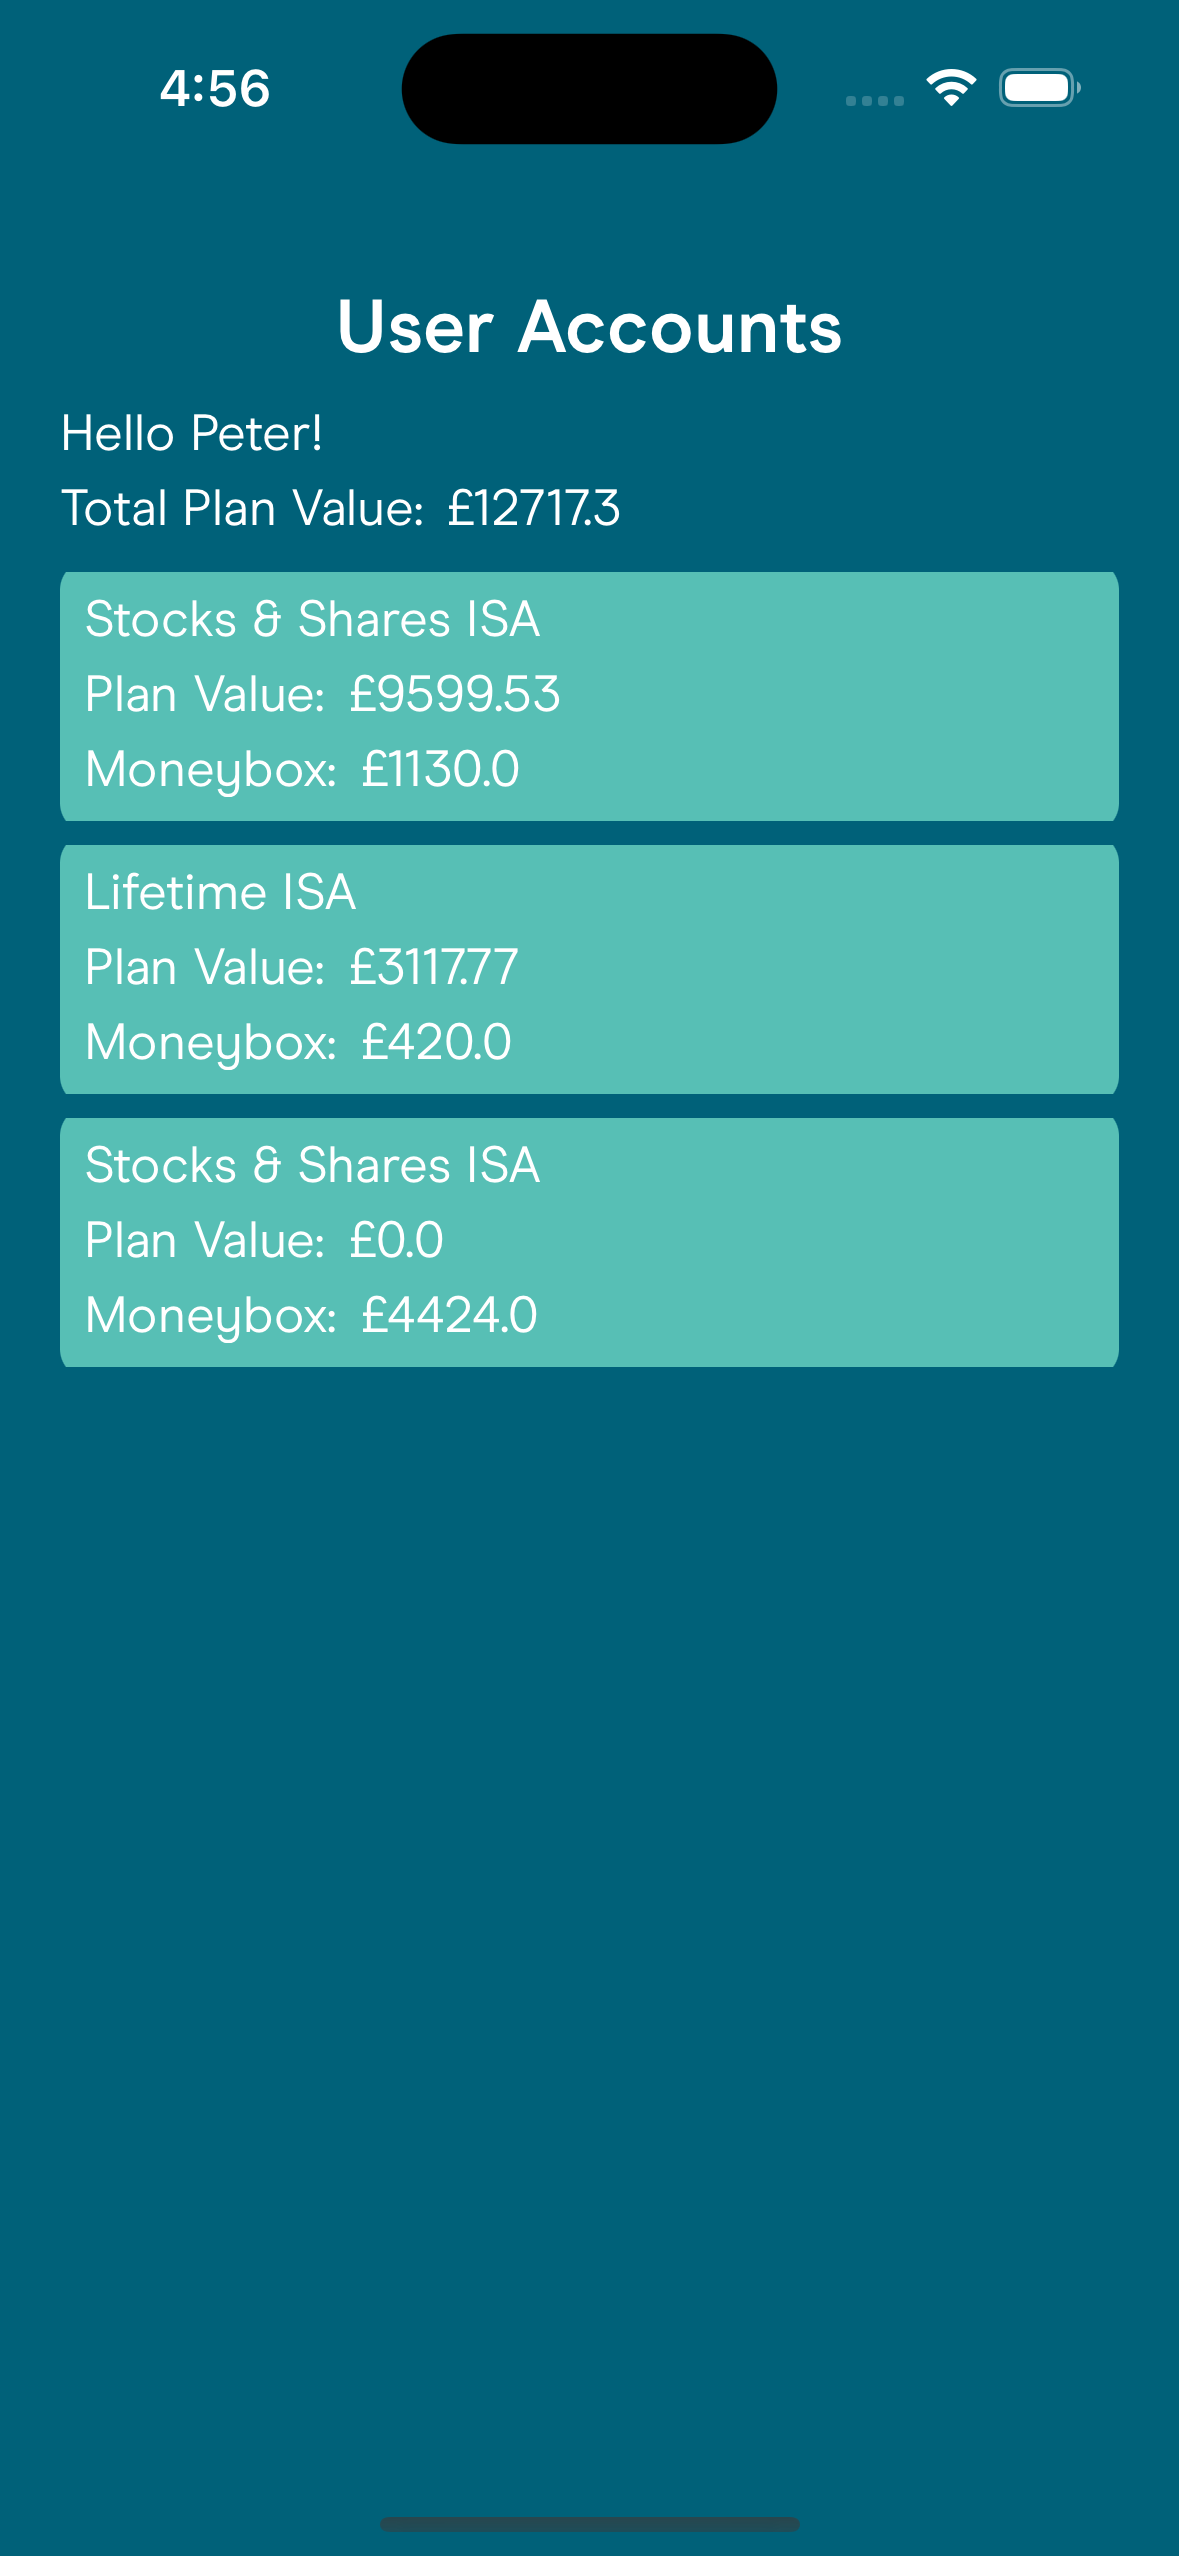 4:56
User Accounts
Hello Peter!
Total Plan Value: £12717.3
Stocks & Shares ISA
Plan Value: £9599.53
Moneybox: £1130.0
Lifetime ISA
Plan Value: £3117.77
Moneybox: £420.0
Stocks & Shares ISA
Plan Value: £0.0
Moneybox: £4424.0